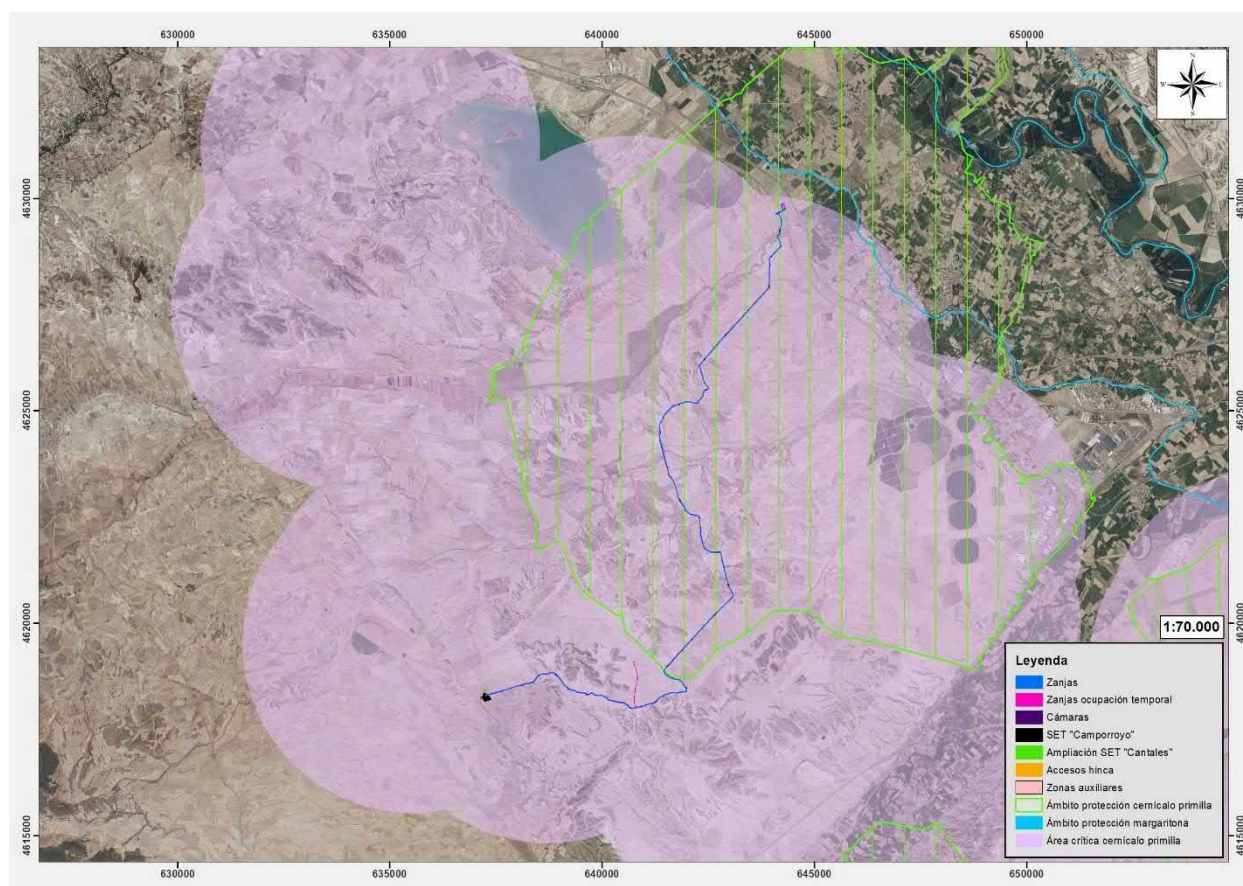 630000 635000 640000 645000 650000
N
W E
S
4630000 4630000
4625000 4625000
4620000 4620000
1:70.000
Leyenda
Zanjas
Zanjas ocupación temporal
Cámaras
SET "Camporroyo"
Ampliación SET "Cantales"
Accesos hinca
Zonas auxiliares
Ámbito protección cernícalo primilla
Ámbito protección margaritona
Área crítica cernícalo primilla
4615000 4615000
630000 635000 640000 645000 650000